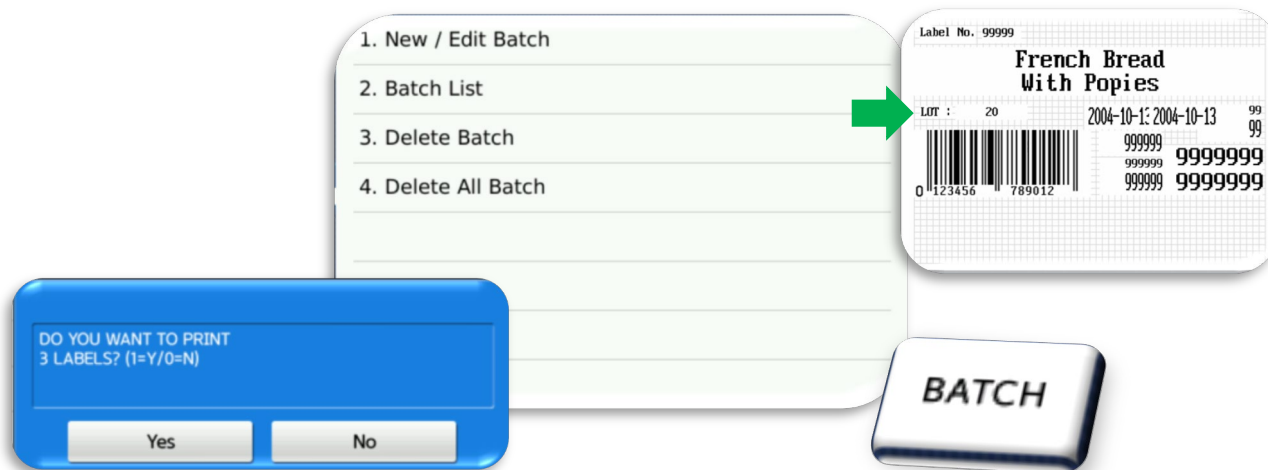 1. New / Edit Batch
2. Batch List
3. Delete Batch
4. Delete All Batch
Label No. 99999
French Bread
With Popies
LOT : 20 2004-10-13 2004-10-13 99
99
999999
999999 9999999
999999 9999999
0 123456 789012
DO YOU WANT TO PRINT
3 LABELS? (1=Y/0=N)
Yes No
BATCH